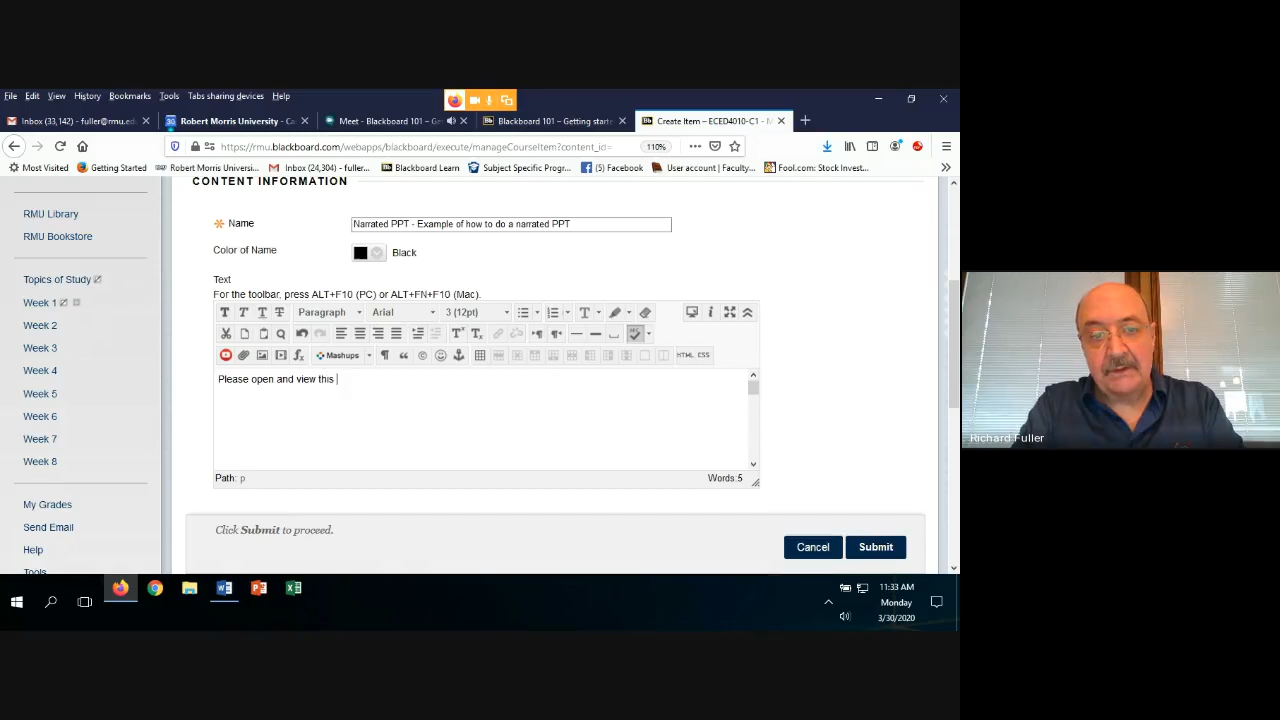 File Edit View History Bookmarks Tools Tabs sharing devices Help
Inbox (33,142) - fuller@rmu.ed
Robert Morris University - Ca
Meet - Blackboard 101 – Ge
Blackboard 101 – Getting starte
Create Item – ECED4010-C1 - M
https://rmu.blackboard.com/webapps/blackboard/execute/manageCourseItem?content_id=
110%
Most Visited
Getting Started
Robert Morris Universi...
Inbox (24,304) - fuller...
Blackboard Learn
Subject Specific Progr...
(5) Facebook
User account | Faculty...
Fool.com: Stock Invest...
CONTENT INFORMATION
RMU Library
RMU Bookstore
Topics of Study
Week 1
Week 2
Week 3
Week 4
Week 5
Week 6
Week 7
Week 8
My Grades
Send Email
Help
Tools
Name
Narrated PPT - Example of how to do a narrated PPT
Color of Name
Black
Text
For the toolbar, press ALT+F10 (PC) or ALT+FN+F10 (Mac).
T T T T Paragraph Arial 3 (12pt)
Mashups
HTML CSS
Please open and view this
Path: p
Words:5
Click Submit to proceed.
Cancel
Submit
Richard Fuller
11:33 AM
Monday
3/30/2020